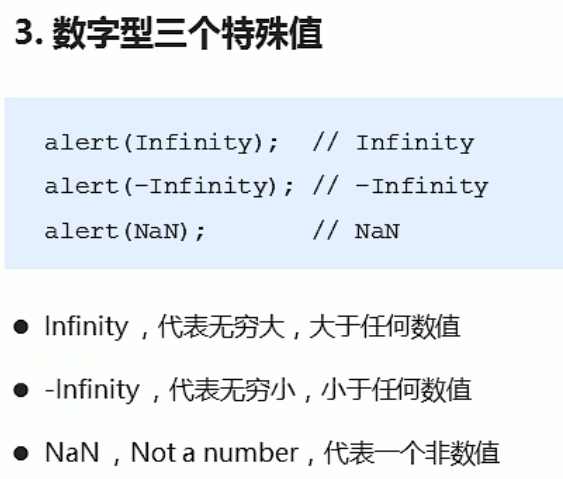 3. 数字型三个特殊值
alert(Infinity);  // Infinity
alert(-Infinity); // -Infinity
alert(NaN);       // NaN
● Infinity ，代表无穷大，大于任何数值
● -Infinity ，代表无穷小，小于任何数值
● NaN ，Not a number，代表一个非数值